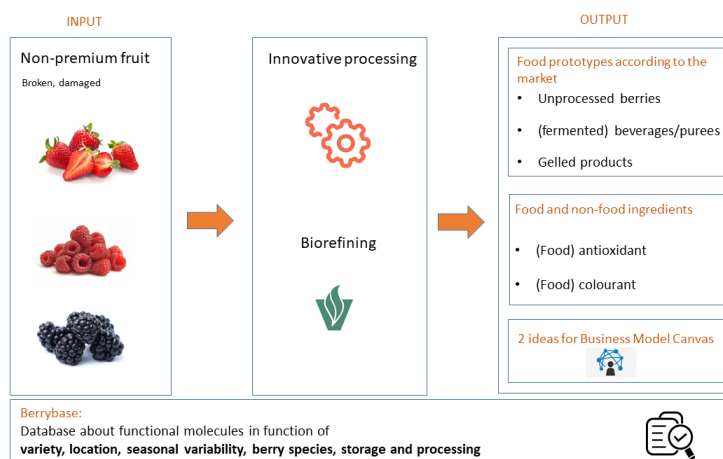 INPUT
OUTPUT
Non-premium fruit
Broken, damaged
Innovative processing
Biorefining
Food prototypes according to the
market
• Unprocessed berries
• (fermented) beverages/purees
• Gelled products
Food and non-food ingredients
• (Food) antioxidant
• (Food) colourant
2 ideas for Business Model Canvas
Berrybase:
Database about functional molecules in function of
variety, location, seasonal variability, berry species, storage and processing